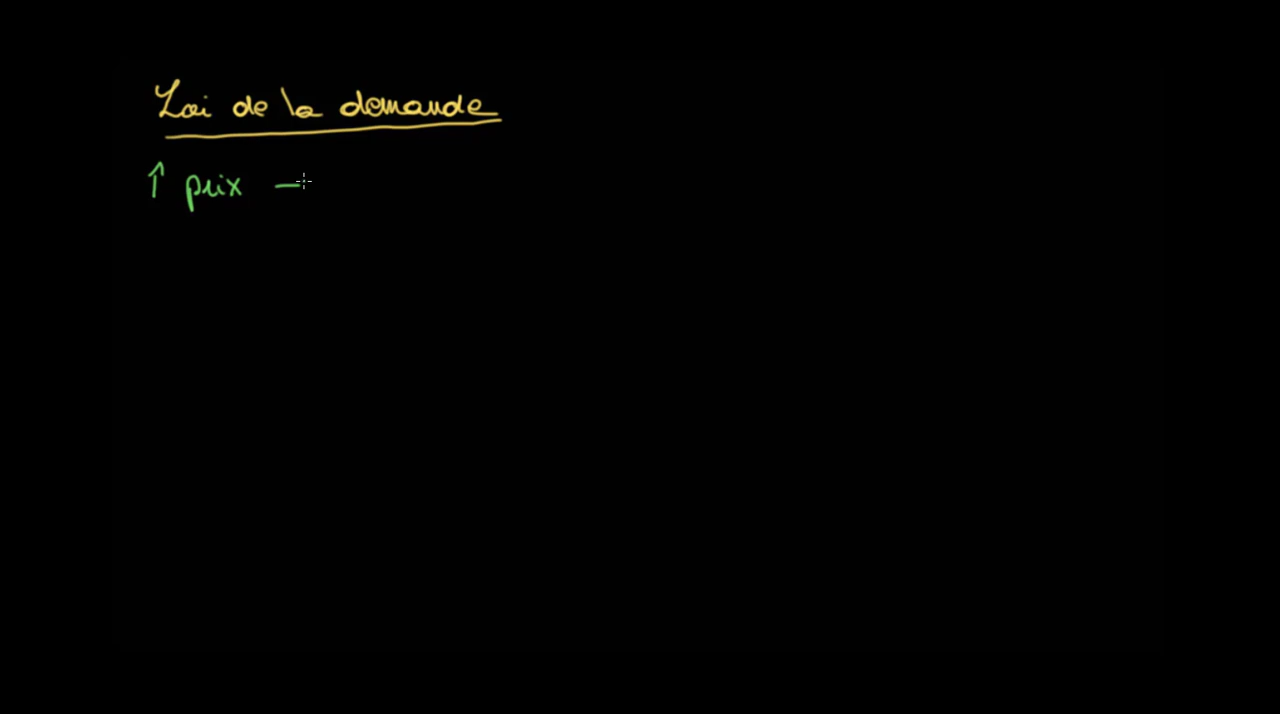 Loi de la demande
↑ prix —